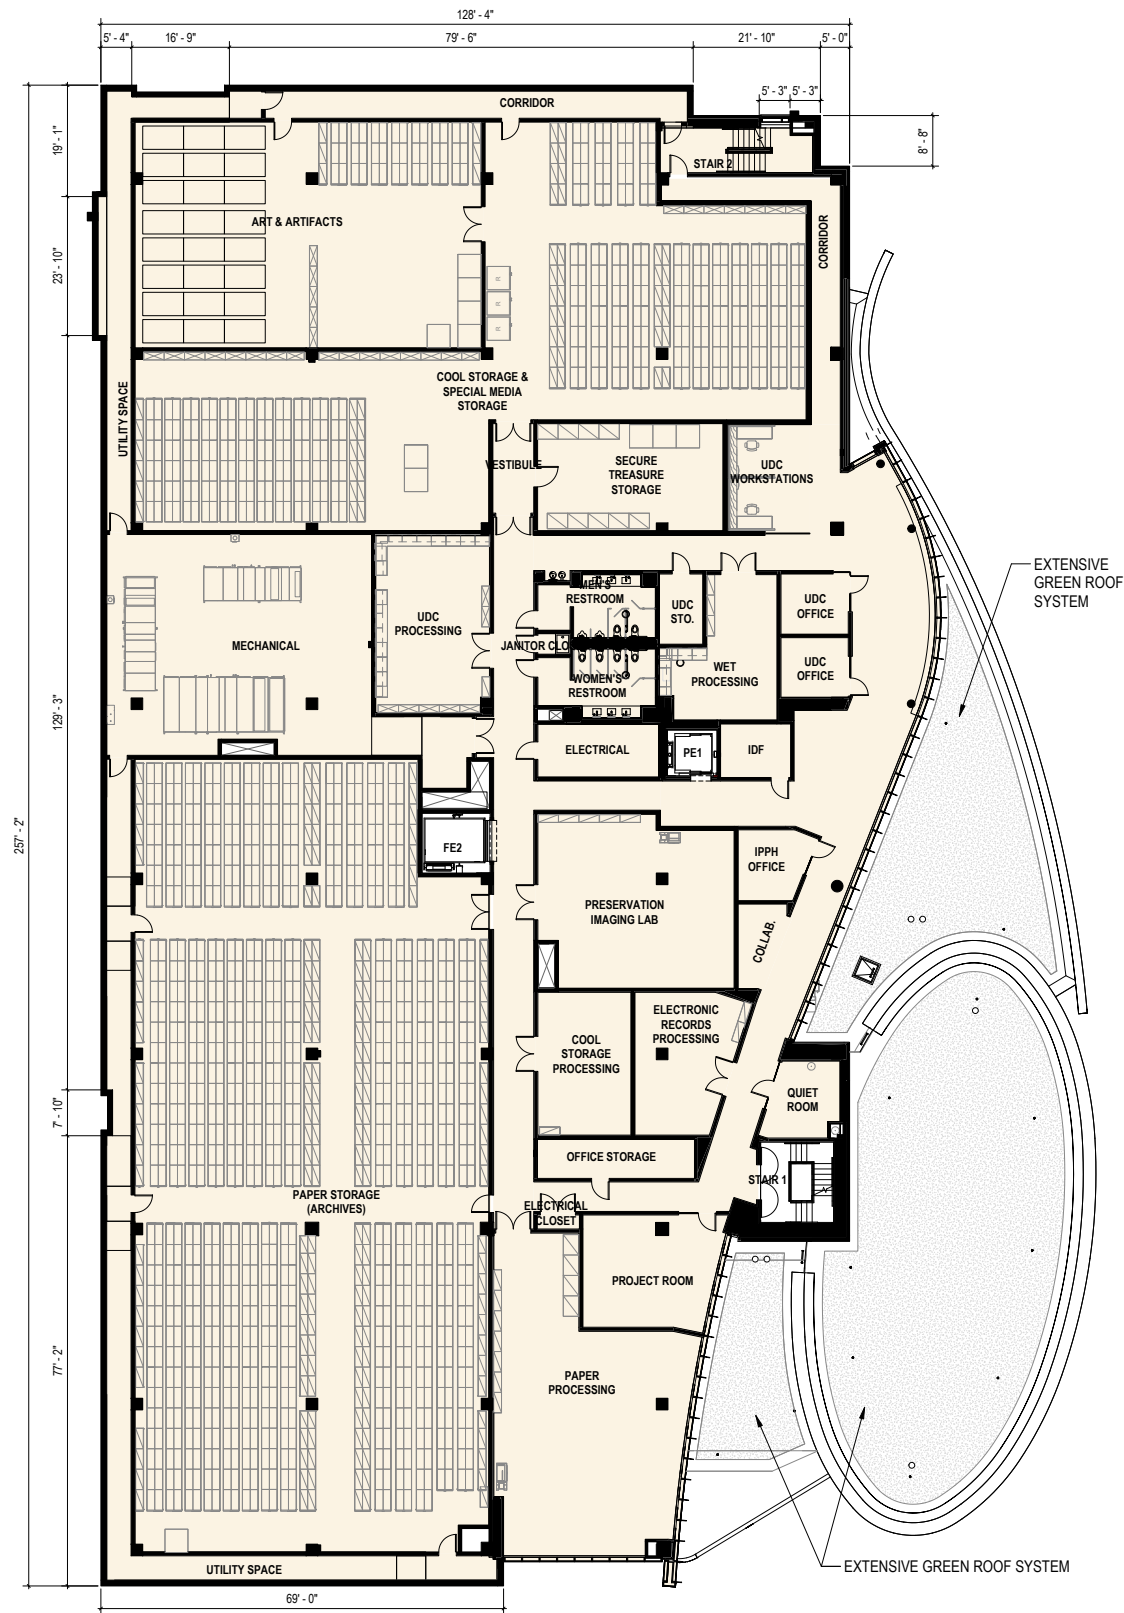 128' - 4"
5' - 4"
16' - 9"
79' - 6"
21' - 10"
5' - 0"
5' - 3"
5' - 3"
8' - 8"
19' - 1"
23' - 10"
129' - 3"
257' - 2"
7' - 10"
77' - 2"
69' - 0"
CORRIDOR
STAIR 2
ART & ARTIFACTS
CORRIDOR
R
R
R
COOL STORAGE &
SPECIAL MEDIA
STORAGE
UTILITY SPACE
VESTIBULE
SECURE
TREASURE
STORAGE
UDC
WORKSTATIONS
EXTENSIVE
GREEN ROOF
SYSTEM
MEN'S
RESTROOM
UDC
STO.
UDC
OFFICE
UDC
PROCESSING
MECHANICAL
JANITOR CLO
WET
PROCESSING
UDC
OFFICE
WOMEN'S
RESTROOM
ELECTRICAL
PE1
IDF
FE2
IPPH
OFFICE
PRESERVATION
IMAGING LAB
COLLAB.
ELECTRONIC
RECORDS
PROCESSING
COOL
STORAGE
PROCESSING
QUIET
ROOM
OFFICE STORAGE
STAIR 1
PAPER STORAGE
(ARCHIVES)
ELECTRICAL
CLOSET
PROJECT ROOM
PAPER
PROCESSING
UTILITY SPACE
EXTENSIVE GREEN ROOF SYSTEM